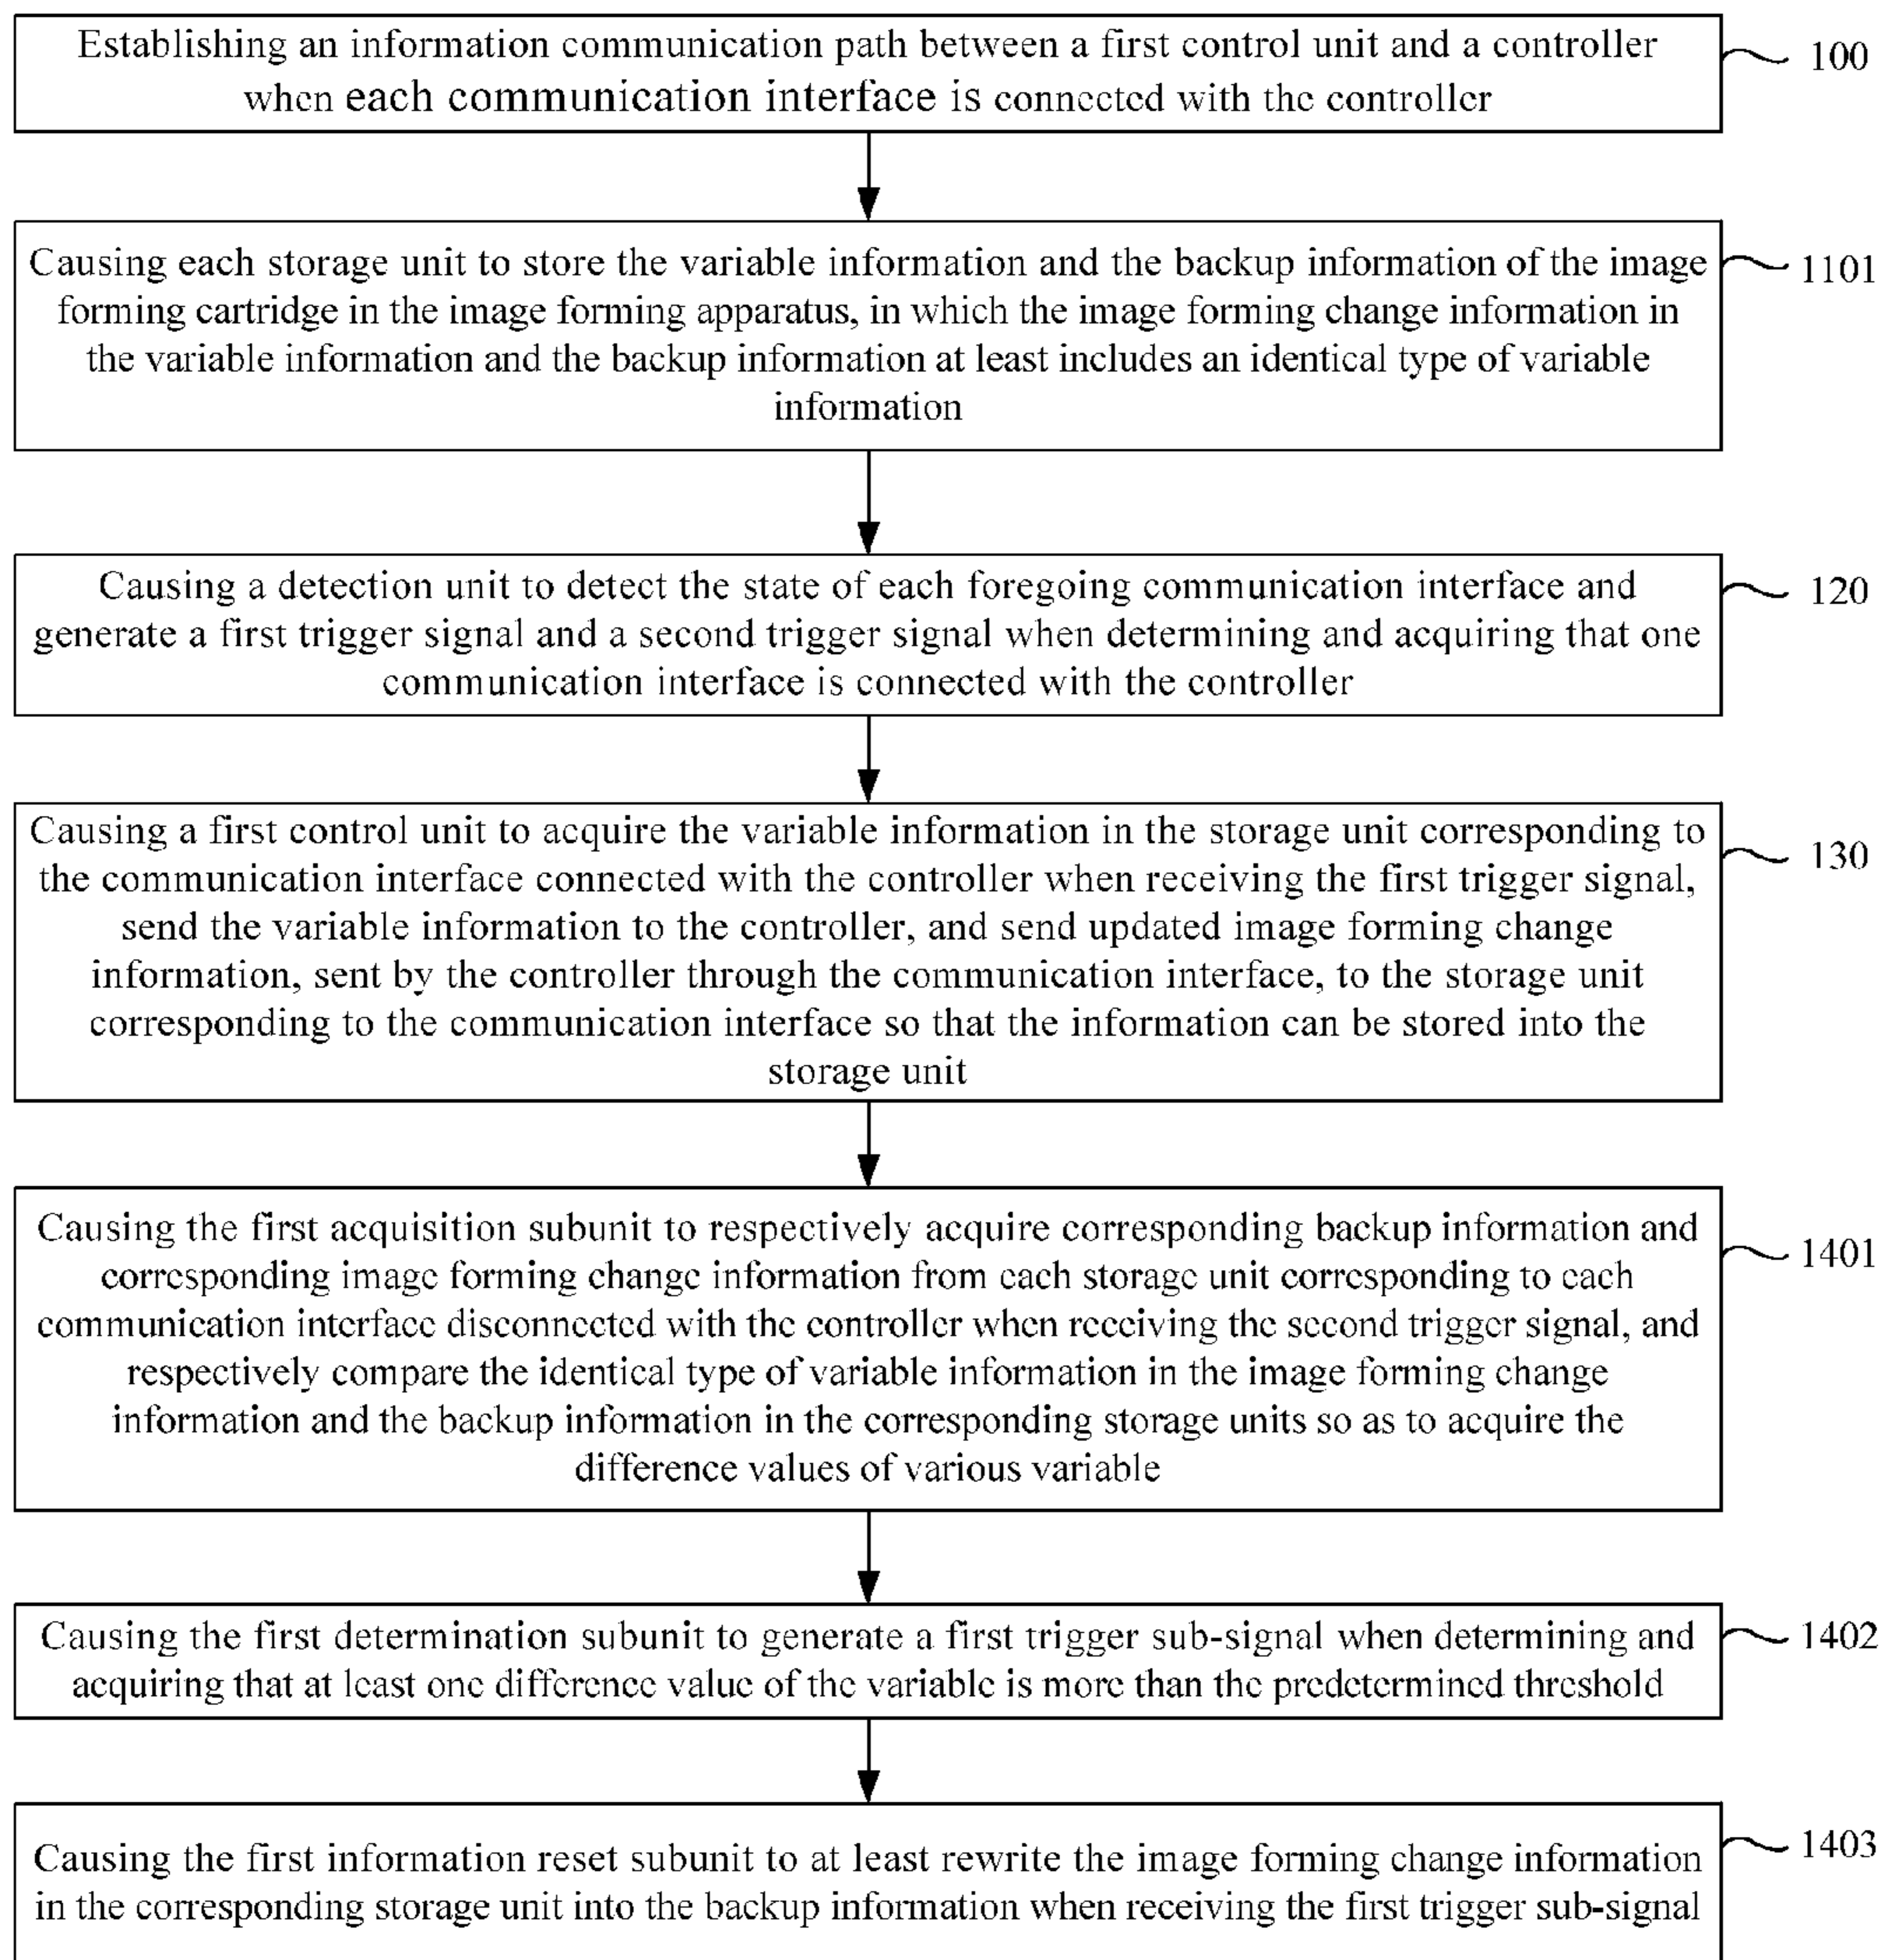 Establishing an information communication path between a first control unit and a controller
when each communication interface is connected with the controller
100
Causing each storage unit to store the variable information and the backup information of the image
forming cartridge in the image forming apparatus, in which the image forming change information in
the variable information and the backup information at least includes an identical type of variable
information
1101
Causing a detection unit to detect the state of each foregoing communication interface and
generate a first trigger signal and a second trigger signal when determining and acquiring that one
communication interface is connected with the controller
120
Causing a first control unit to acquire the variable information in the storage unit corresponding to
the communication interface connected with the controller when receiving the first trigger signal,
send the variable information to the controller, and send updated image forming change
information, sent by the controller through the communication interface, to the storage unit
corresponding to the communication interface so that the information can be stored into the
storage unit
130
Causing the first acquisition subunit to respectively acquire corresponding backup information and
corresponding image forming change information from each storage unit corresponding to each
communication interface disconnected with the controller when receiving the second trigger signal, and
respectively compare the identical type of variable information in the image forming change
information and the backup information in the corresponding storage units so as to acquire the
difference values of various variable
1401
Causing the first determination subunit to generate a first trigger sub-signal when determining and
acquiring that at least one difference value of the variable is more than the predetermined threshold
1402
Causing the first information reset subunit to at least rewrite the image forming change information
in the corresponding storage unit into the backup information when receiving the first trigger sub-signal
1403